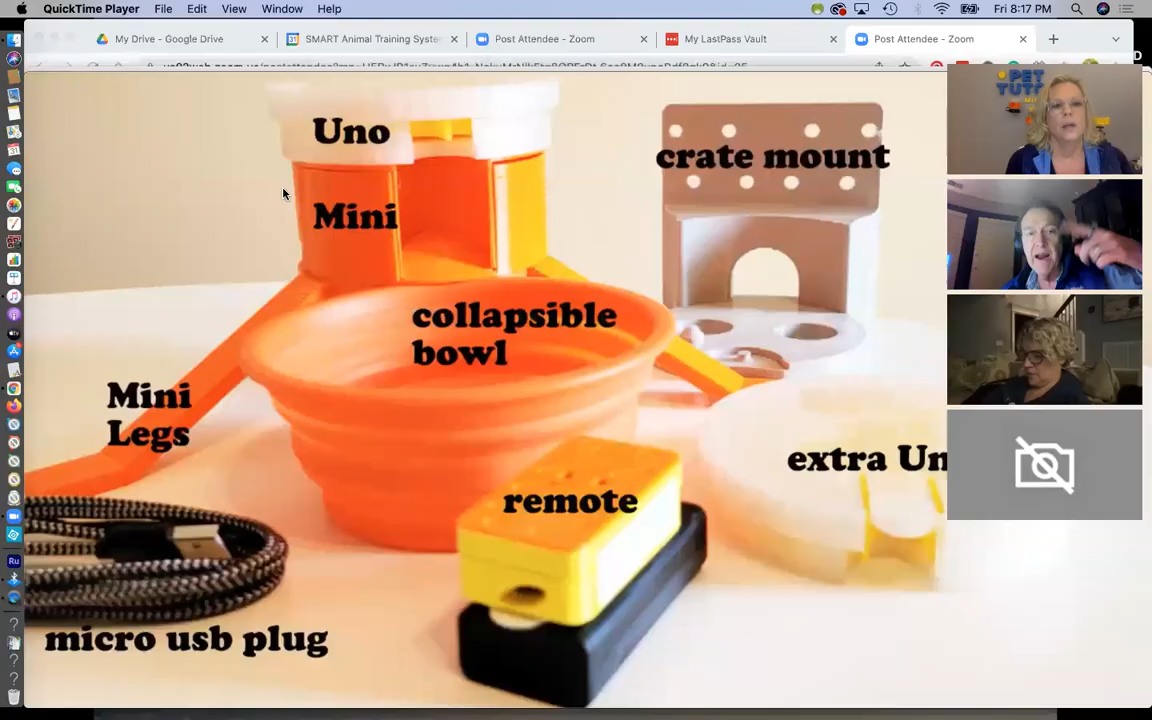 QuickTime Player File Edit View Window Help Fri 8:17 PM
My Drive - Google Drive
SMART Animal Training Syste
Post Attendee - Zoom
My LastPass Vault
Post Attendee - Zoom
PET
TUT
Uno
crate mount
Mini
collapsible
bowl
Mini
Legs
extra Un
remote
micro usb plug